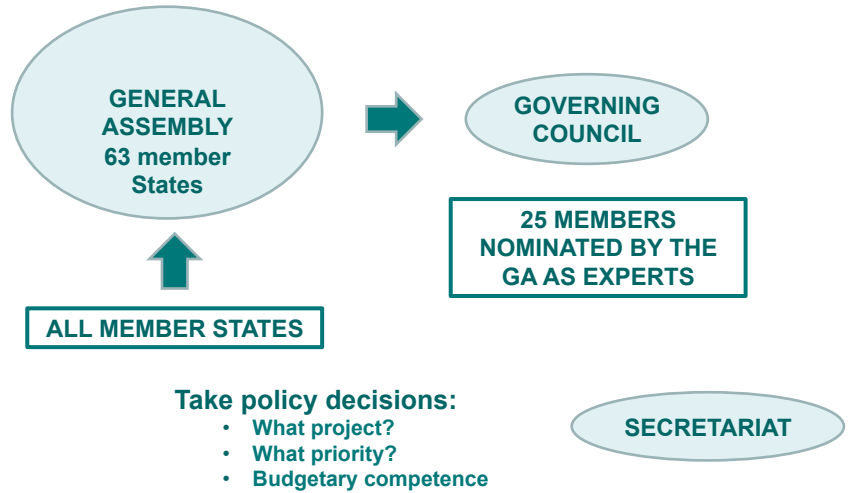 GENERAL
ASSEMBLY
63 member
States
GOVERNING
COUNCIL
25 MEMBERS
NOMINATED BY THE
GA AS EXPERTS
ALL MEMBER STATES
Take policy decisions:
• What project?
• What priority?
• Budgetary competence
SECRETARIAT